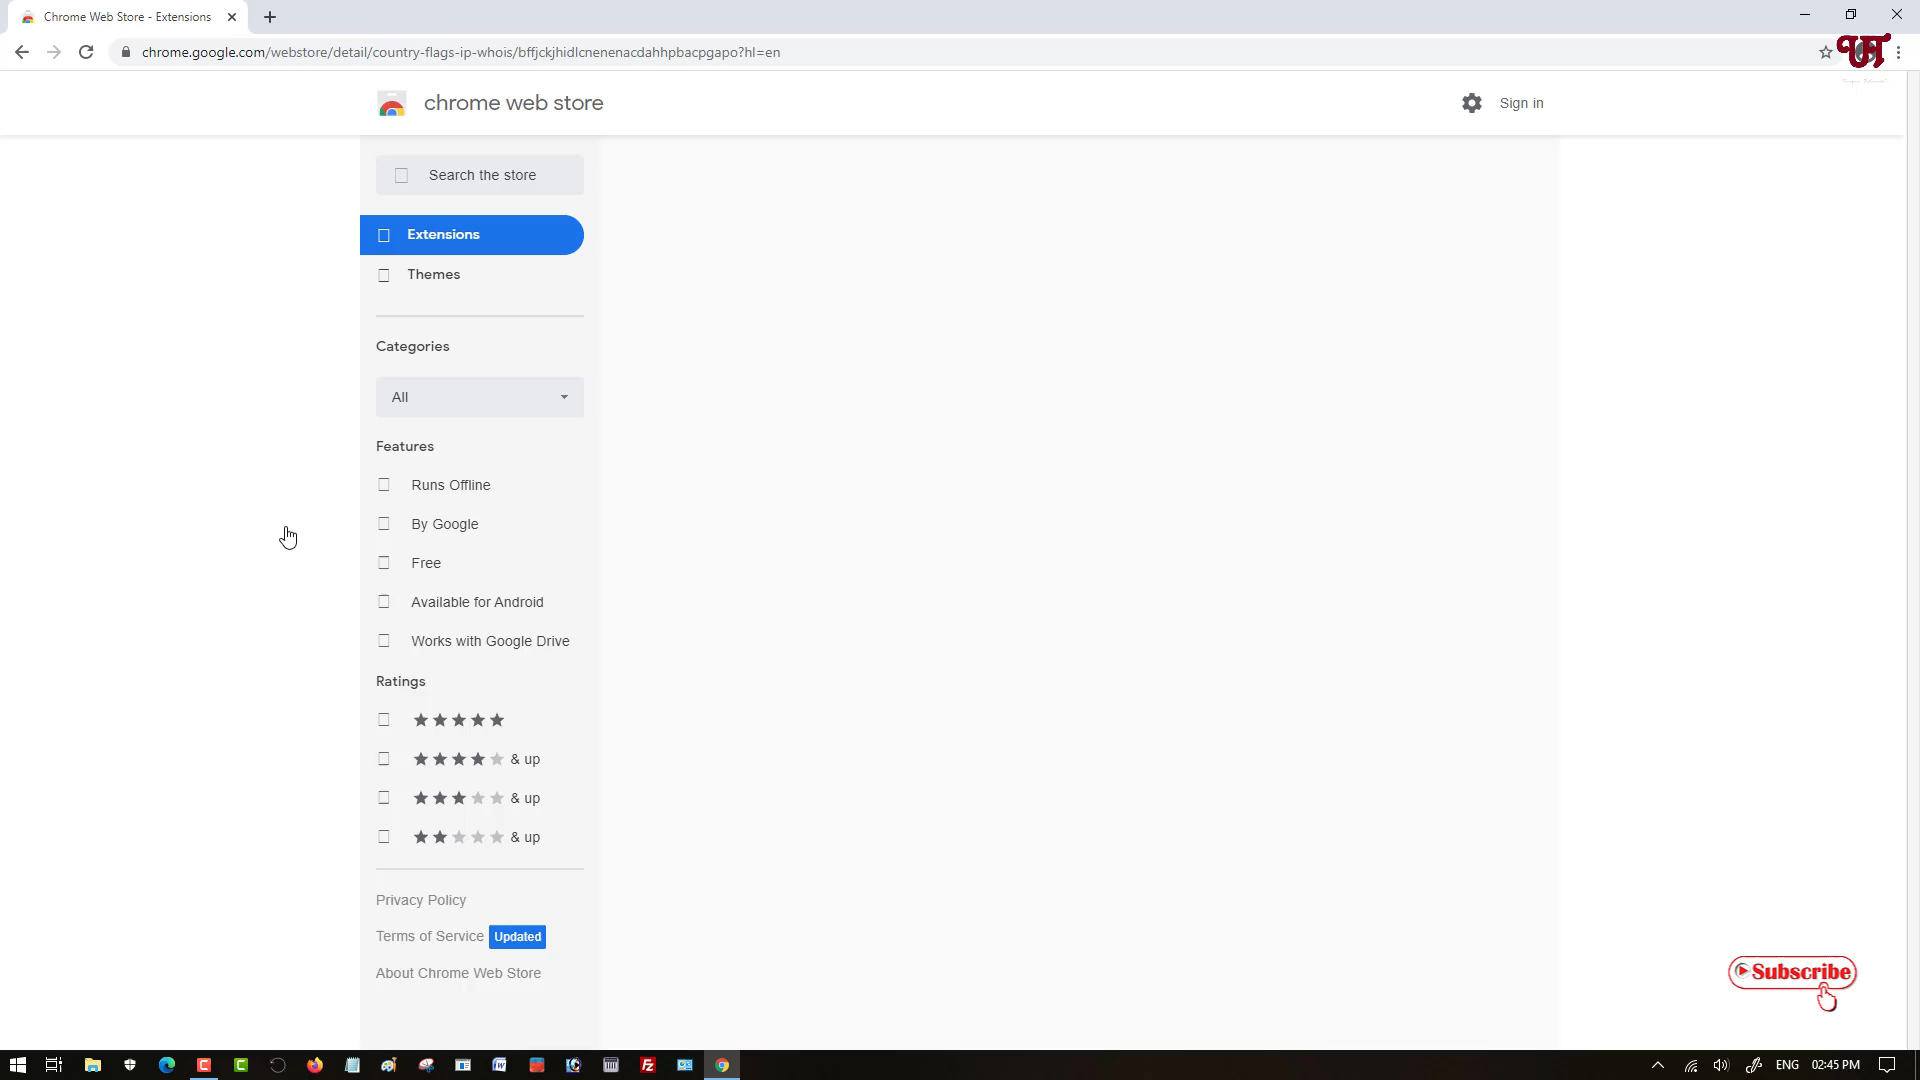 Chrome Web Store - Extensions
chrome.google.com/webstore/detail/country-flags-ip-whois/bffjckjhidlcnenenacdahhpbacpgapo?hl=en
chrome web store
Sign in
Search the store
Extensions
Themes
Categories
All
Features
Runs Offline
By Google
Free
Available for Android
Works with Google Drive
Ratings
& up
& up
& up
Privacy Policy
Terms of Service Updated
About Chrome Web Store
Subscribe
ENG 02:45 PM